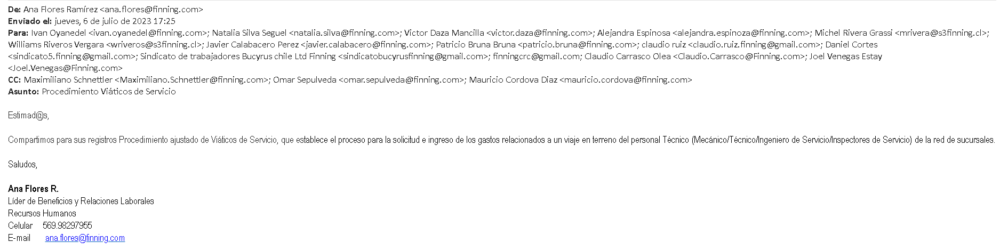 De: Ana Flores Ramírez <ana.flores@finning.com>
Enviado el: jueves, 6 de julio de 2023 17:25
Para: Ivan Oyanedel <ivan.oyanedel@finning.com>; Natalia Silva Seguel <natalia.silva@finning.com>; Victor Daza Mancilla <victor.daza@finning.com>; Alejandra Espinosa <alejandra.espinoza@finning.com>; Michel Rivera Grassi <mrivera@s3finning.cl>;
Williams Riveros Vergara <wriveros@s3finning.cl>; Javier Calabacero Perez <javier.calabacero@finning.com>; Patricio Bruna Bruna <patricio.bruna@finning.com>; claudio ruiz <claudio.ruiz.finning@gmail.com>; Daniel Cortes
<sindicato5.finning@gmail.com>; Sindicato de trabajadores Bucyrus chile Ltd Finning <sindicatobucyrusfinning@gmail.com>; finningcrc@gmail.com; Claudio Carrasco Olea <Claudio.Carrasco@Finning.com>; Joel Venegas Estay
<Joel.Venegas@Finning.com>
CC: Maximiliano Schnettler <Maximiliano.Schnettler@finning.com>; Omar Sepulveda <omar.sepulveda@finning.com>; Mauricio Cordova Diaz <mauricio.cordova@finning.com>
Asunto: Procedimiento Viáticos de Servicio
Estimad@s,
Compartimos para sus registros Procedimiento ajustado de Viáticos de Servicio, que establece el proceso para la solicitud e ingreso de los gastos relacionados a un viaje en terreno del personal Técnico (Mecánico/Técnico/Ingeniero de Servicio/Inspectores de Servicio) de la red de sucursales.
Saludos,
Ana Flores R.
Líder de Beneficios y Relaciones Laborales
Recursos Humanos
Celular 569.98297955
E-mail ana.flores@finning.com